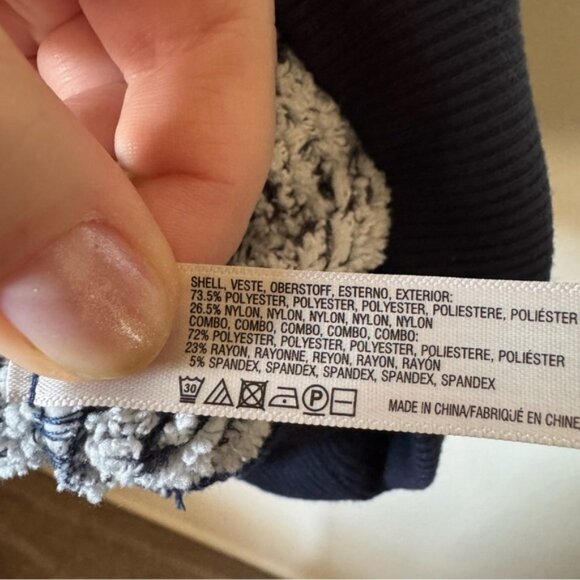 SHELL, VESTE, OBERSTOFF, ESTERNO, EXTERIOR:
73.5% POLYESTER, POLYESTER, POLYESTER, POLIESTERE, POLIÉSTER
26.5% NYLON, NYLON, NYLON, NYLON, NYLON
COMBO, COMBO, COMBO, COMBO, COMBO:
72% POLYESTER, POLYESTER, POLYESTER, POLIESTERE, POLIÉSTER
23% RAYON, RAYONNE, REYON, RAYON, RAYON
5% SPANDEX, SPANDEX, SPANDEX, SPANDEX, SPANDEX
30 P
MADE IN CHINA/FABRIQUÉ EN CHINE